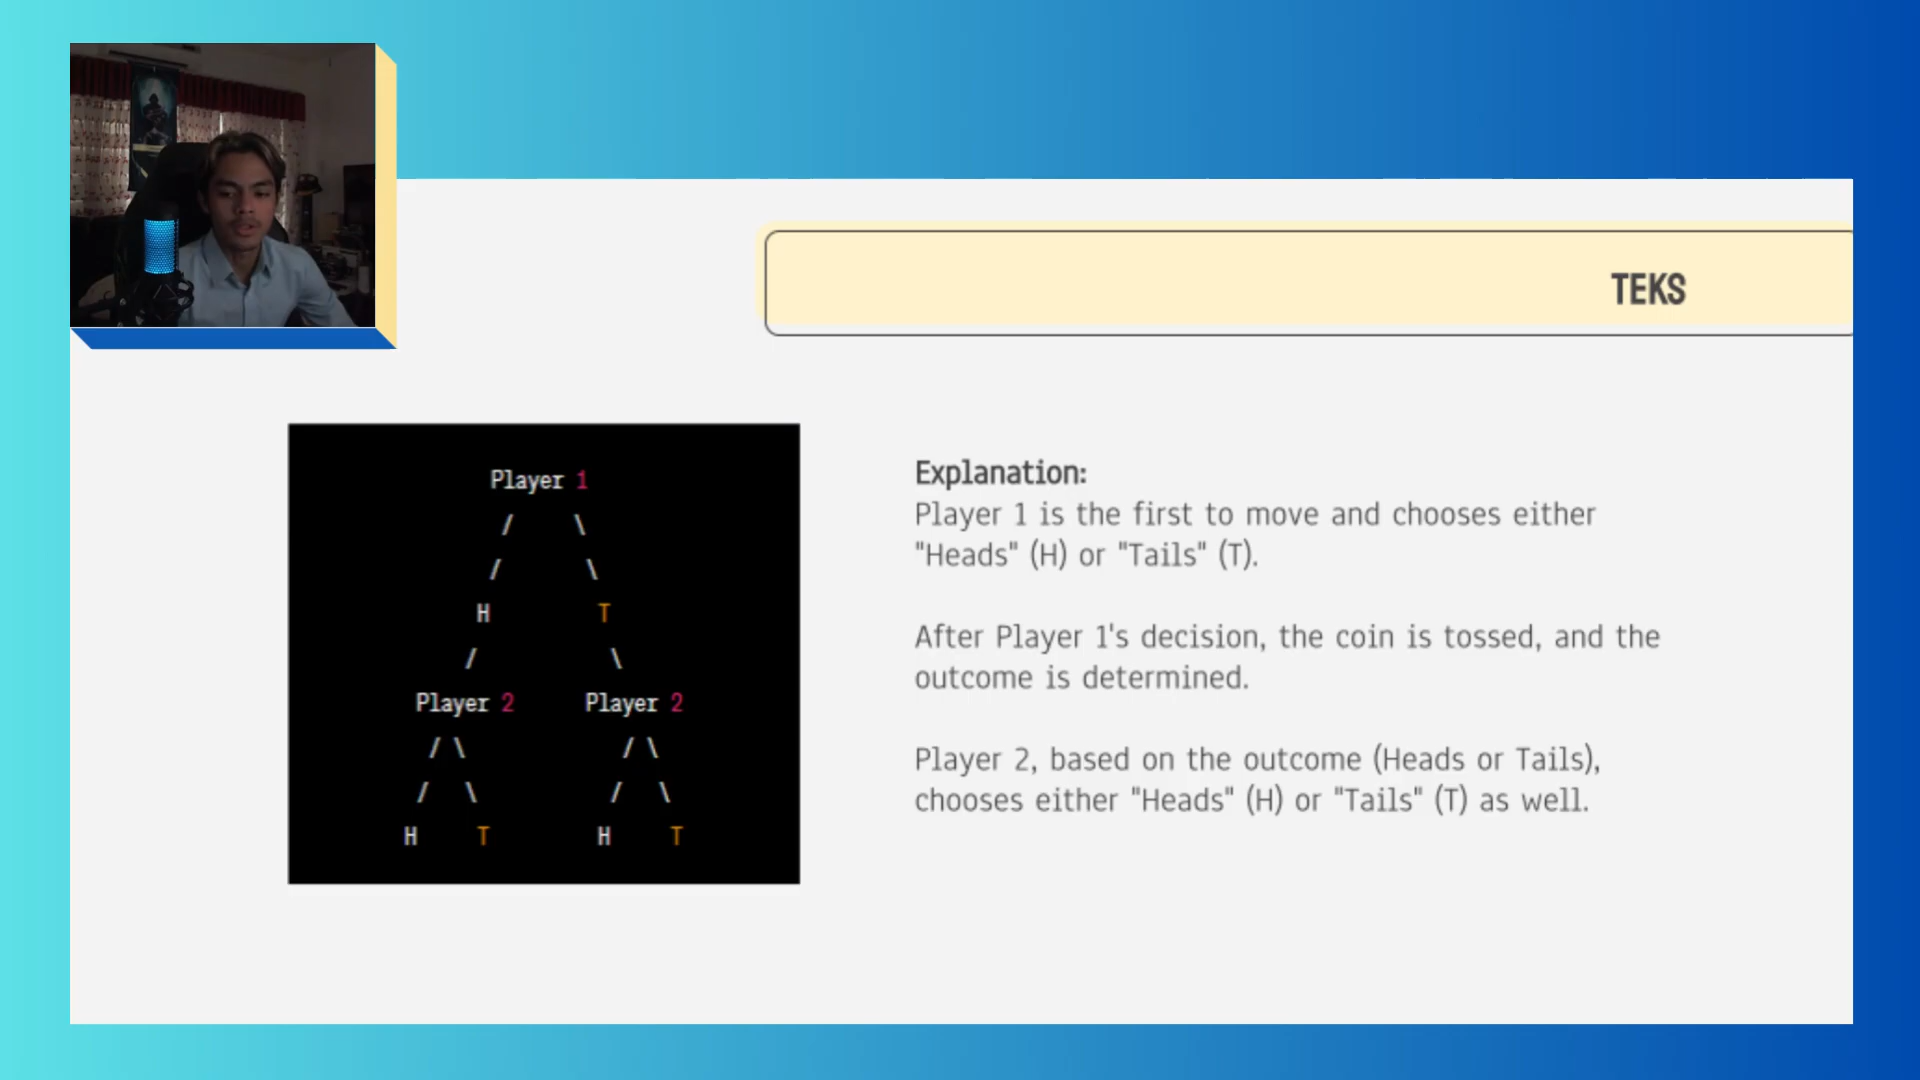 TEKS
Player 1
/ \
/ \
H T
/ \
Player 2 Player 2
/ \ / \
/ \ / \
H T H T
Explanation:
Player 1 is the first to move and chooses either
"Heads" (H) or "Tails" (T).
After Player 1's decision, the coin is tossed, and the
outcome is determined.
Player 2, based on the outcome (Heads or Tails),
chooses either "Heads" (H) or "Tails" (T) as well.